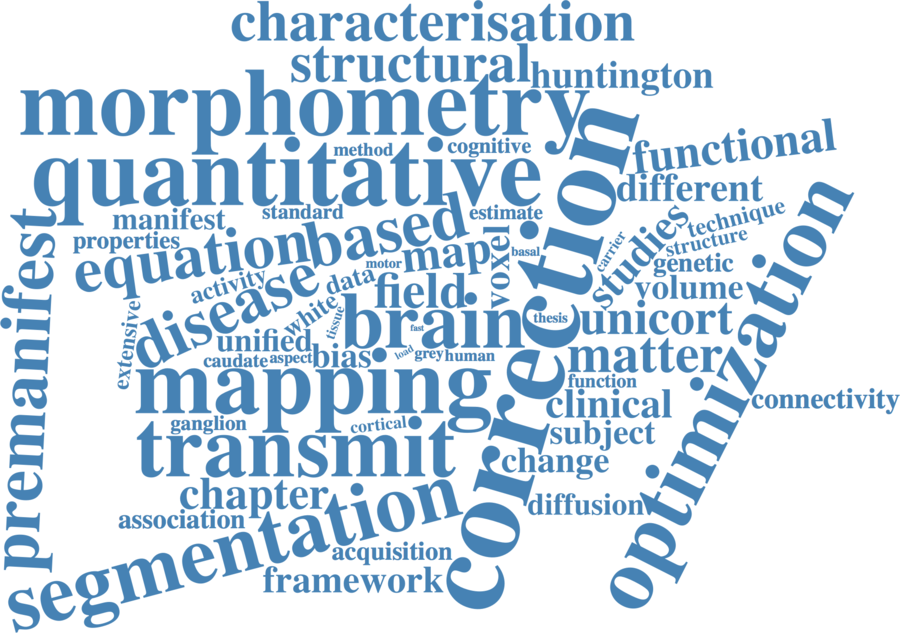 characterisation
structural
huntington
morphometry
correction
functional
method
cognitive
quantitative
different
optimization
premanifest
manifest
standard
estimate
studies
technique
properties
equation
based
structure
map
voxel
basal
carrier
genetic
motor
activity
data
field
volume
disease
white
extensive
tissue
brain
fast
thesis
unicort
unified
bias
load
grey
human
caudate
aspect
matter
mapping
function
clinical
connectivity
ganglion
cortical
transmit
subject
change
chapter
segmentation
diffusion
association
acquisition
framework